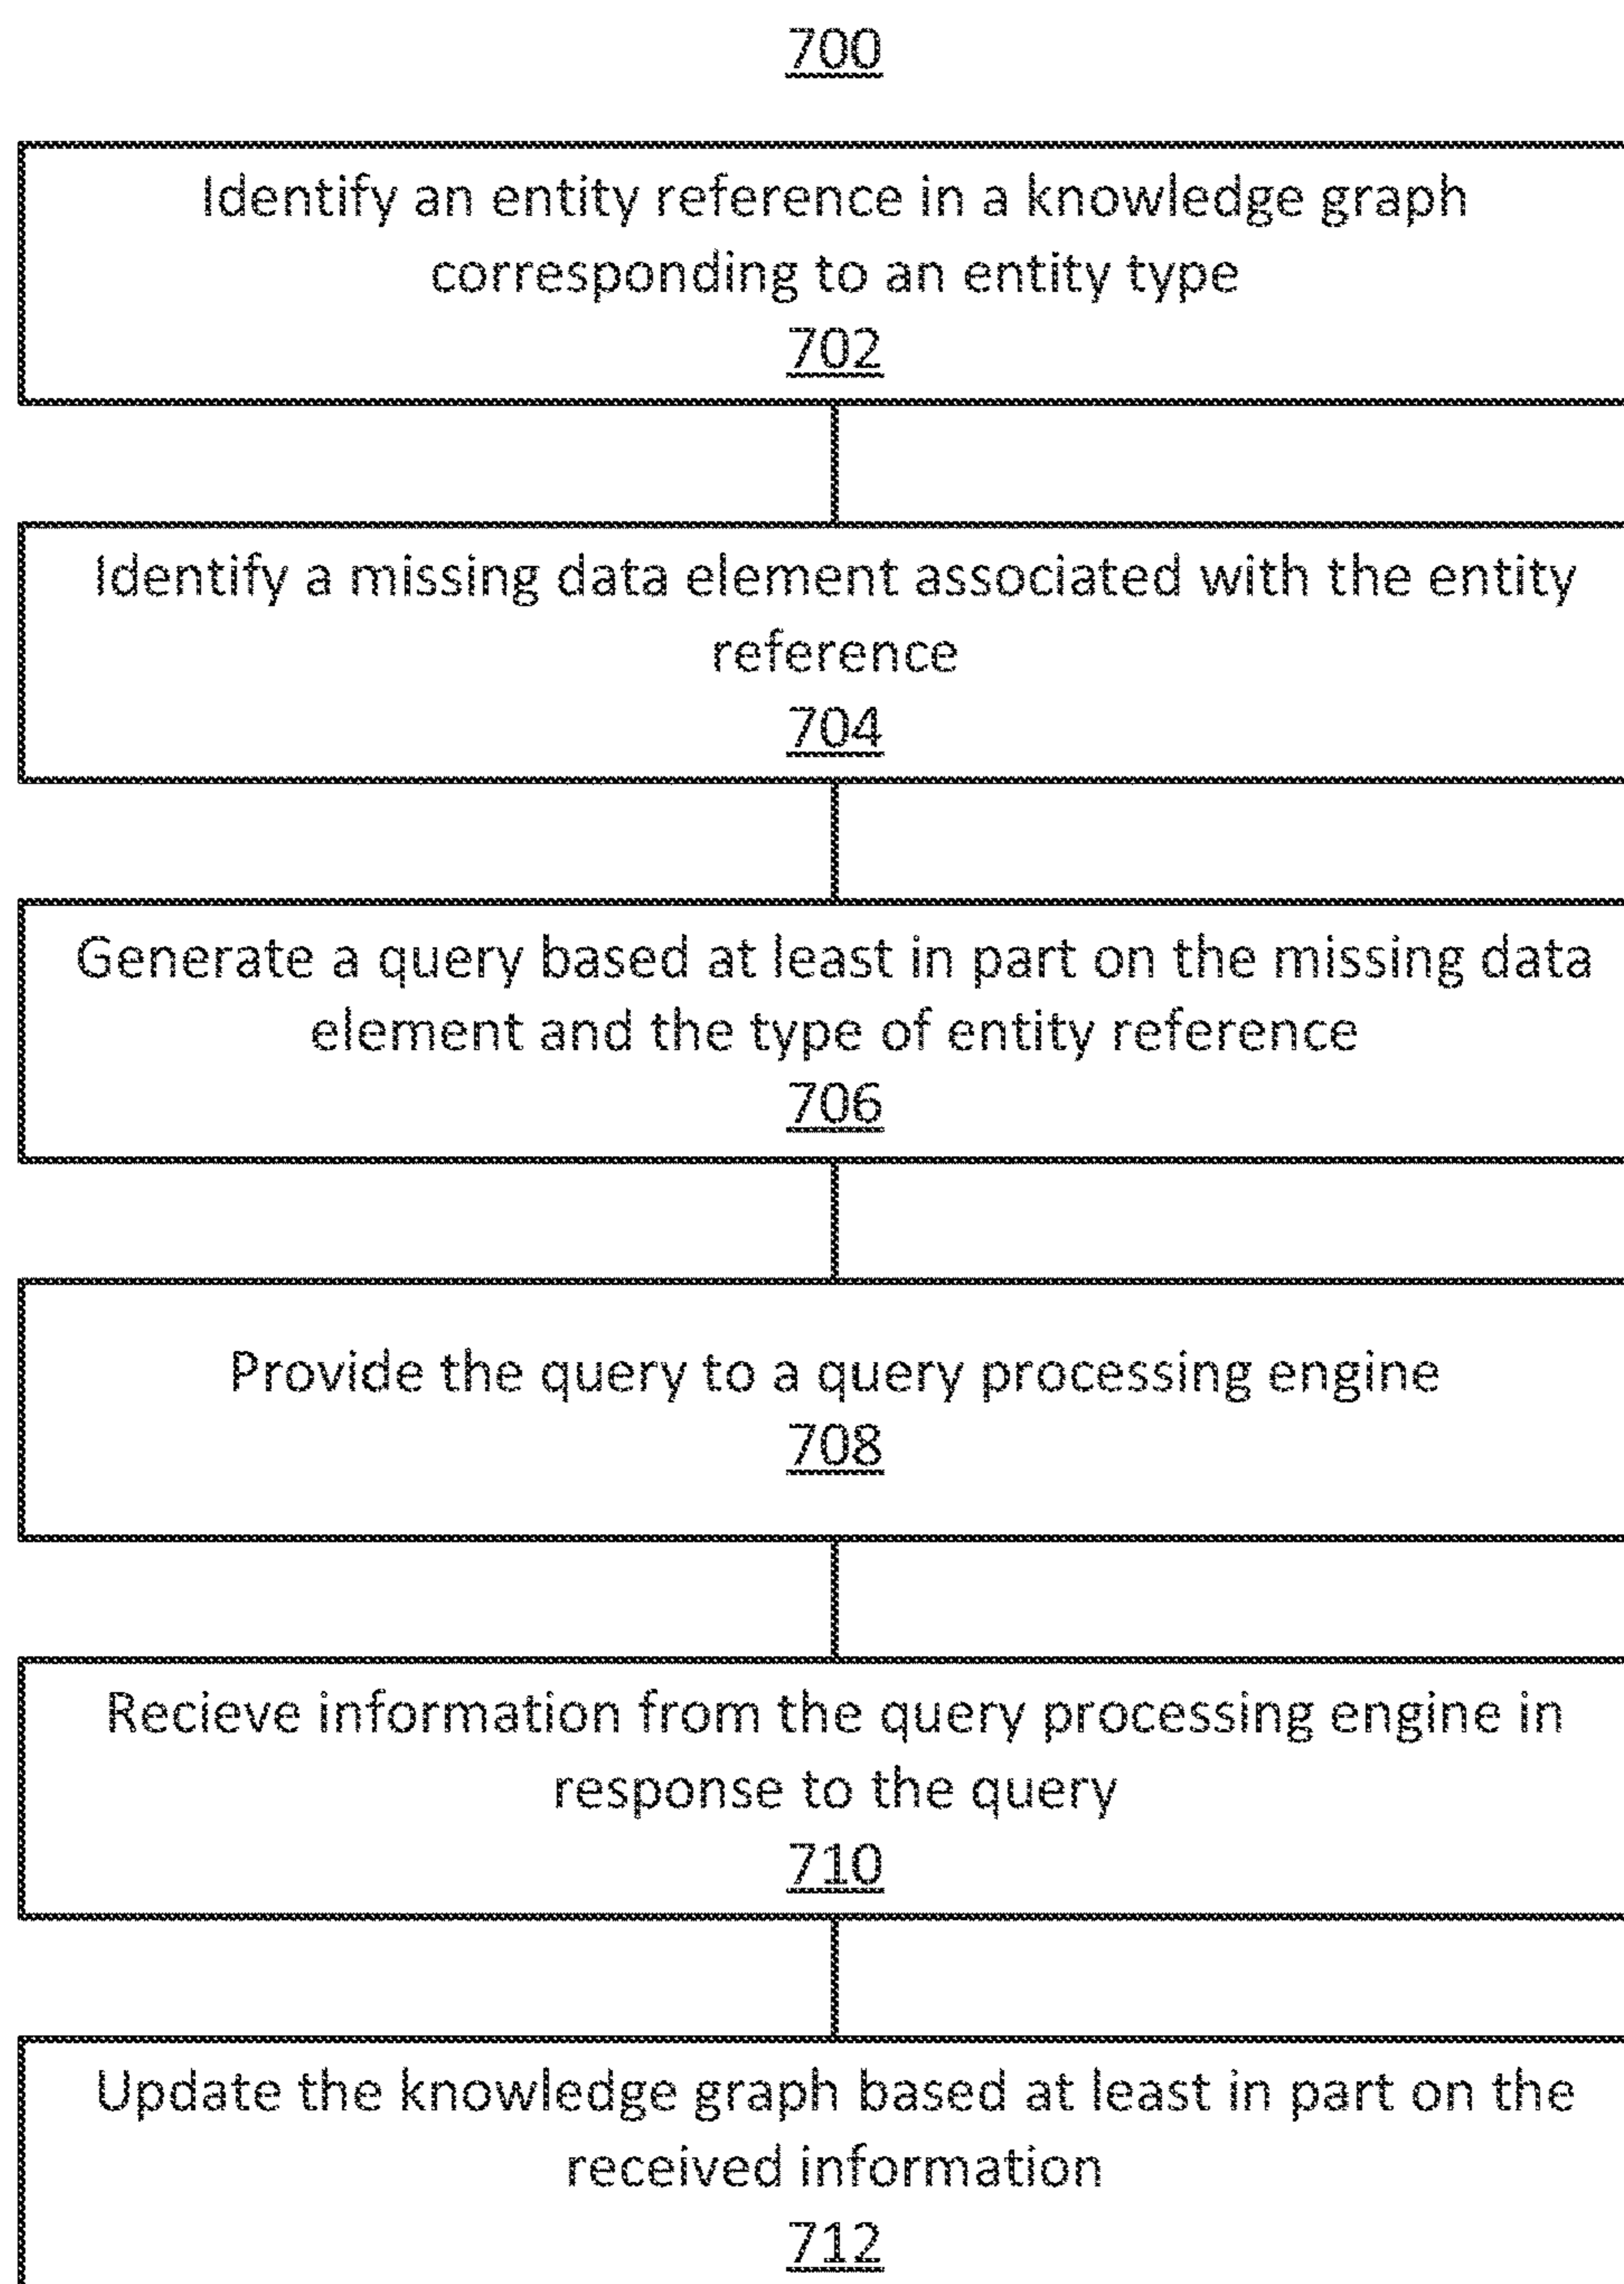 700
Identify an entity reference in a knowledge graph
corresponding to an entity type
702
Identify a missing data element associated with the entity
reference
704
Generate a query based at least in part on the missing data
element and the type of entity reference
706
Provide the query to a query processing engine
708
Recieve information from the query processing engine in
response to the query
710
Update the knowledge graph based at least in part on the
received information
712